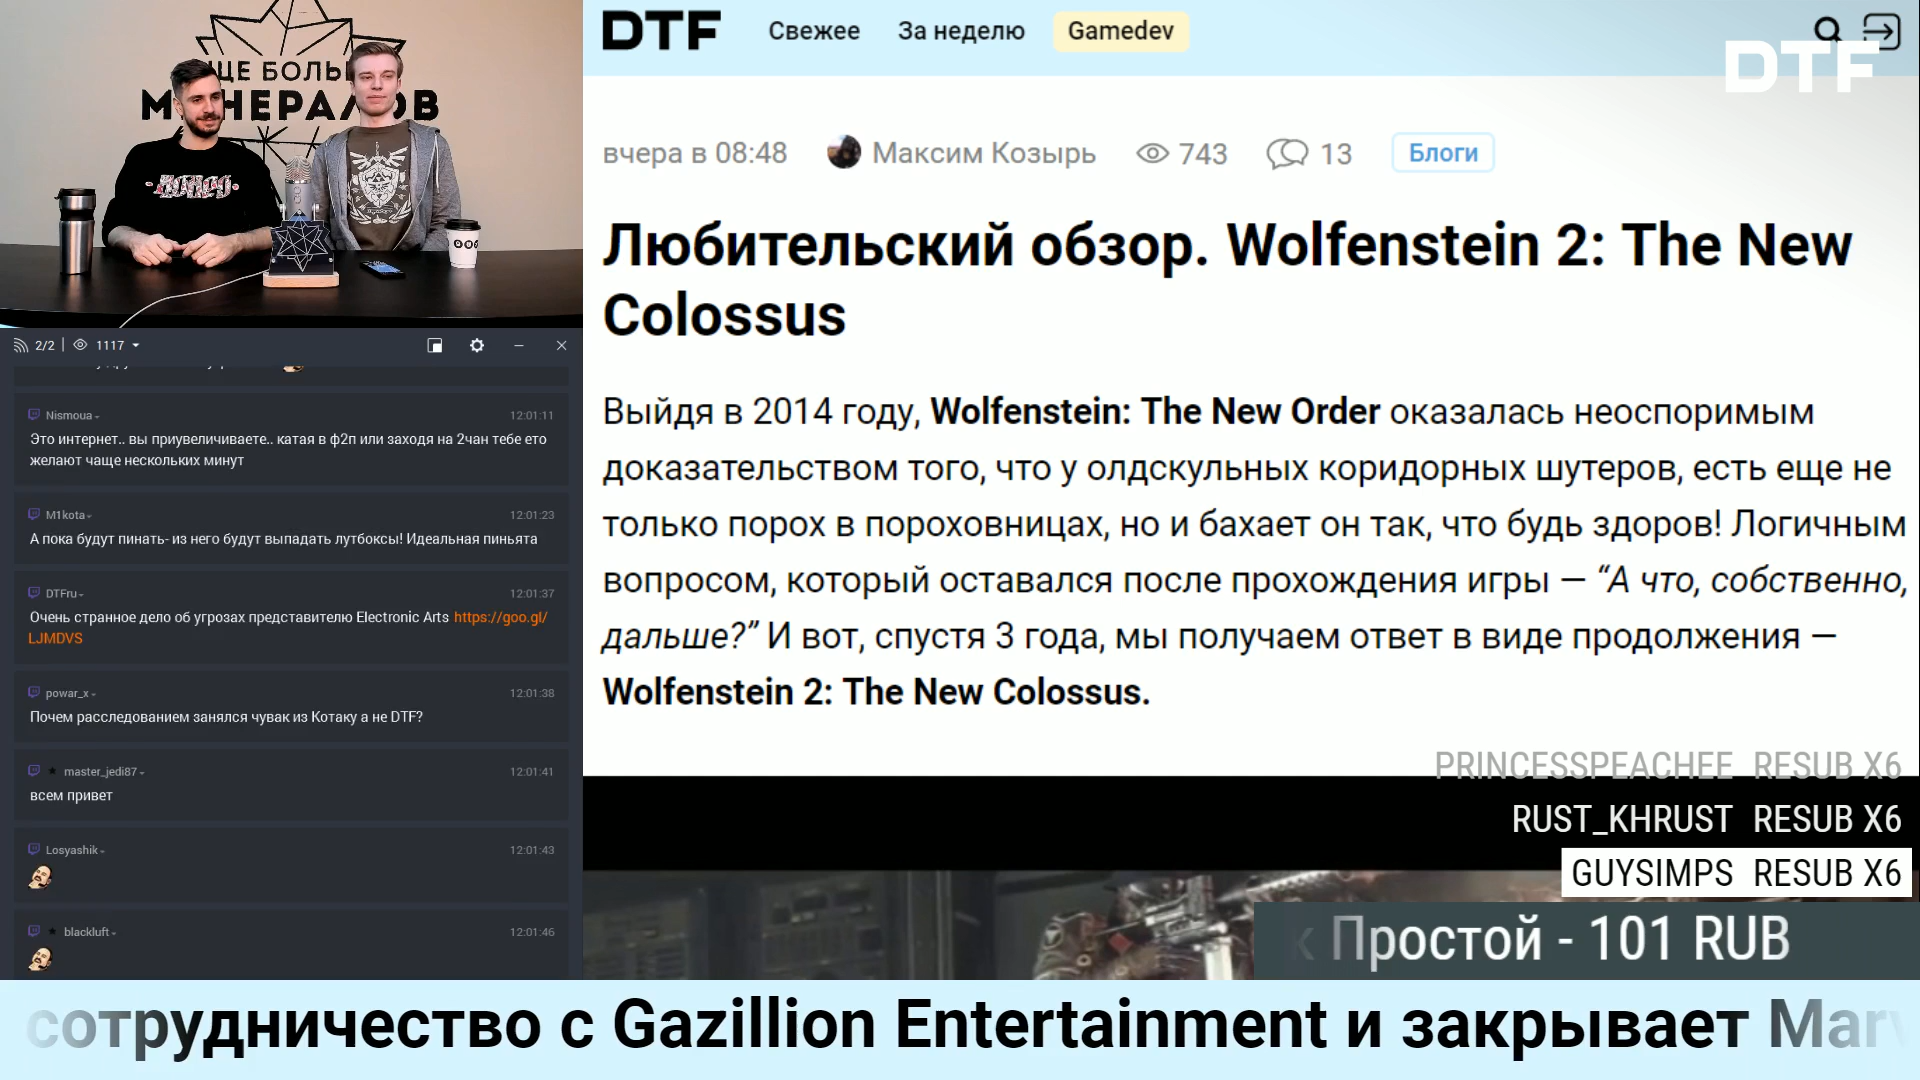 ЕЩЕ БОЛЬ
М НЕРАЛОВ
2/2 | 1117
Nismoua 12:01:11
Это интернет.. вы приувеличиваете.. катая в ф2п или заходя на 2чан тебе ето
желают чаще нескольких минут
M1kota 12:01:23
А пока будут пинать- из него будут выпадать лутбоксы! Идеальная пиньята
DTFru 12:01:37
Очень странное дело об угрозах представителю Electronic Arts https://goo.gl/
LJMDVS
powar_x 12:01:38
Почем расследованием занялся чувак из Котаку а не DTF?
master_jedi87 12:01:41
всем привет
Losyashik 12:01:43
blackluft 12:01:46
DTF Свежее За неделю Gamedev
DTF
вчера в 08:48 Максим Козырь 743 13 Блоги
Любительский обзор. Wolfenstein 2: The New
Colossus
Выйдя в 2014 году, Wolfenstein: The New Order оказалась неоспоримым
доказательством того, что у олдскульных коридорных шутеров, есть еще не
только порох в пороховницах, но и бахает он так, что будь здоров! Логичным
вопросом, который оставался после прохождения игры — “А что, собственно,
дальше?” И вот, спустя 3 года, мы получаем ответ в виде продолжения —
Wolfenstein 2: The New Colossus.
PRINCESSPEACHEE RESUB X6
RUST_KHRUST RESUB X6
GUYSIMPS RESUB X6
к Простой - 101 RUB
сотрудничество с Gazillion Entertainment и закрывает Marv